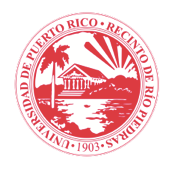 UNIVERSIDAD DE PUERTO RICO • RECINTO DE RÍO PIEDRAS
•1903•